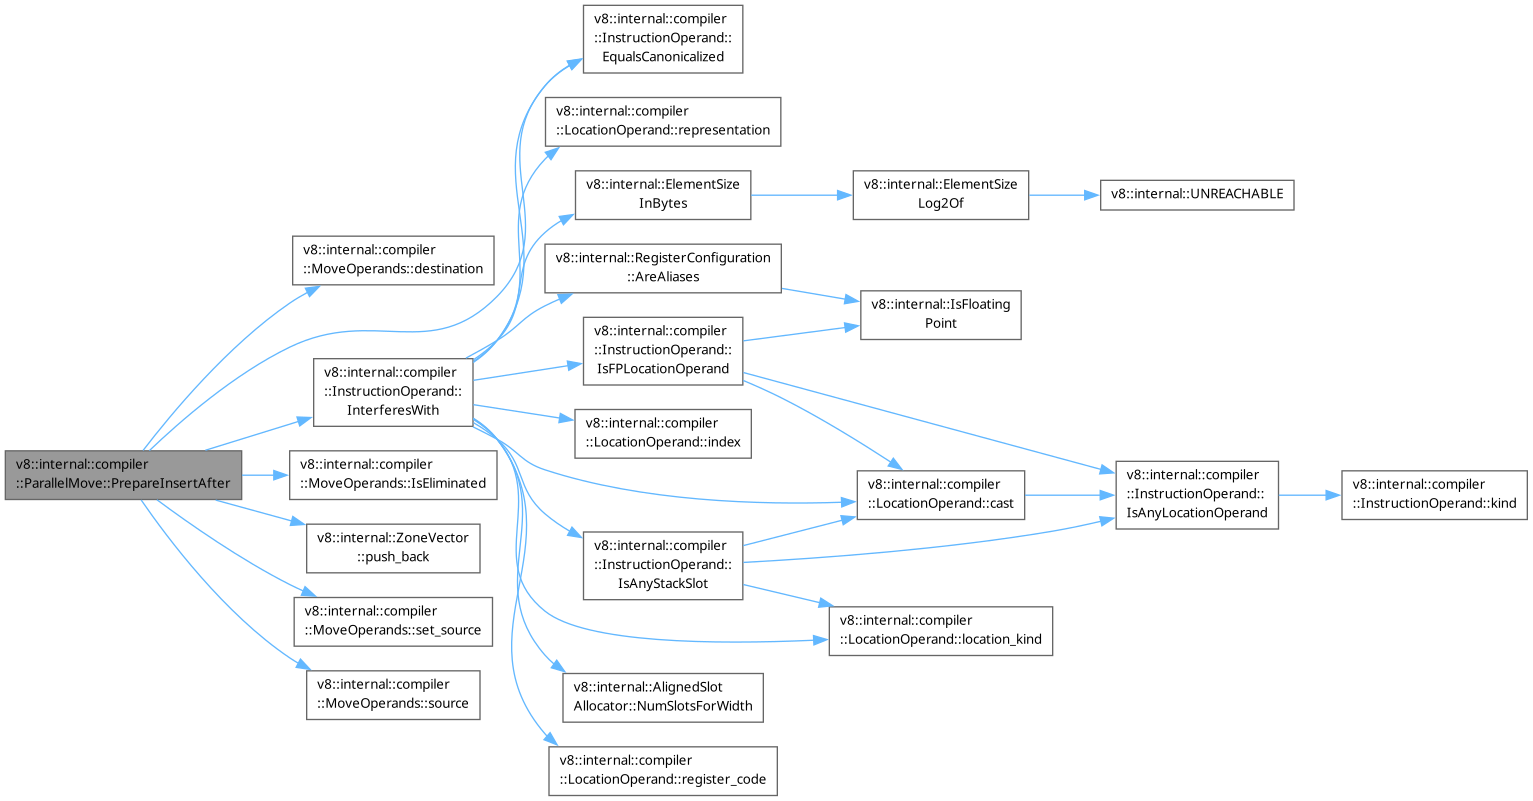 v8::internal::compiler
::ParallelMove::PrepareInsertAfter
v8::internal::compiler
::MoveOperands::destination
v8::internal::compiler
::InstructionOperand::
InterferesWith
v8::internal::compiler
::MoveOperands::IsEliminated
v8::internal::ZoneVector
::push_back
v8::internal::compiler
::MoveOperands::set_source
v8::internal::compiler
::MoveOperands::source
v8::internal::compiler
::InstructionOperand::
EqualsCanonicalized
v8::internal::compiler
::LocationOperand::representation
v8::internal::ElementSize
InBytes
v8::internal::RegisterConfiguration
::AreAliases
v8::internal::compiler
::InstructionOperand::
IsFPLocationOperand
v8::internal::compiler
::LocationOperand::index
v8::internal::compiler
::InstructionOperand::
IsAnyStackSlot
v8::internal::AlignedSlot
Allocator::NumSlotsForWidth
v8::internal::compiler
::LocationOperand::register_code
v8::internal::ElementSize
Log2Of
v8::internal::IsFloating
Point
v8::internal::compiler
::LocationOperand::cast
v8::internal::compiler
::LocationOperand::location_kind
v8::internal::UNREACHABLE
v8::internal::compiler
::InstructionOperand::
IsAnyLocationOperand
v8::internal::compiler
::InstructionOperand::kind